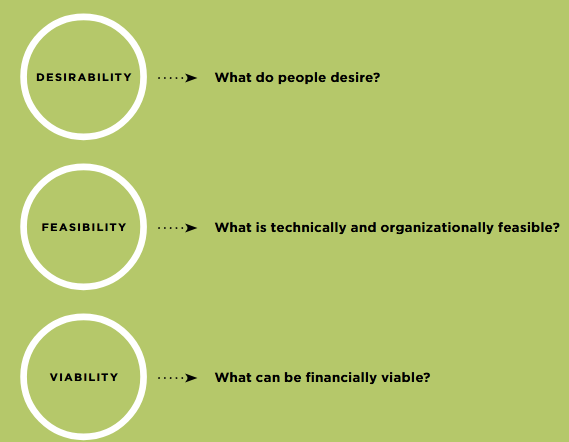 DESIRABILITY What do people desire?
FEASIBILITY What is technically and organizationally feasible?
VIABILITY What can be financially viable?